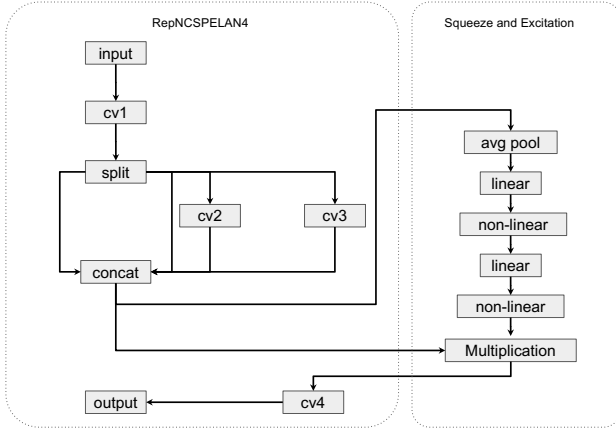 RepNCSPELAN4
Squeeze and Excitation
input
cv1
split
cv2
cv3
concat
avg pool
linear
non-linear
linear
non-linear
Multiplication
cv4
output